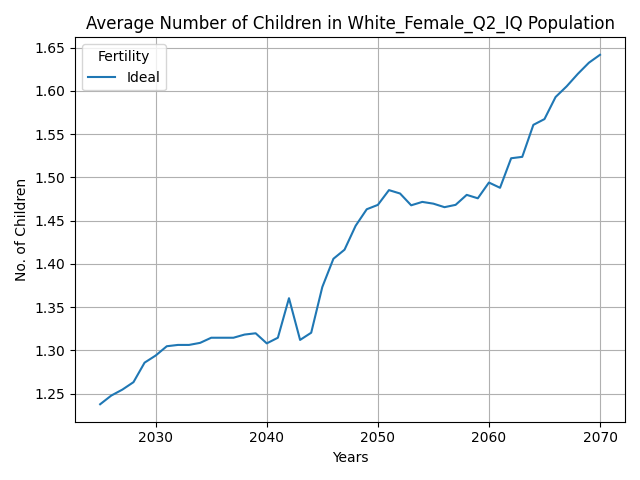 Average Number of Children in White_Female_Q2_IQ Population
Fertility
Ideal
No. of Children
1.65
1.60
1.55
1.50
1.45
1.40
1.35
1.30
1.25
2030 2040 2050 2060 2070
Years